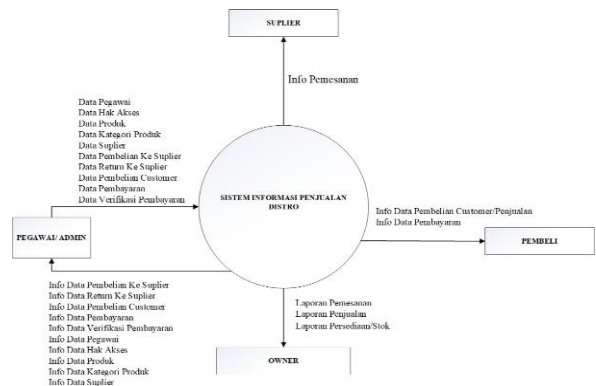 SUPLIER
Info Pemesanan
Data Pegawai
Data Hak Akses
Data Produk
Data Kategori Produk
Data Suplier
Data Pembelian Ke Suplier
Data Return Ke Suplier
Data Pembelian Customer
Data Pembayaran
Data Verifikasi Pembayaran
SISTEM INFORMASI PENJUALAN
DISTRO
PEGAWAI/ ADMIN
Info Data Pembelian Customer/Penjualan
Info Data Pembayaran
PEMBELI
Info Data Pembelian Ke Suplier
Info Data Return Ke Suplier
Info Data Pembelian Customer
Info Data Pembayaran
Info Data Verifikasi Pembayaran
Info Data Pegawai
Info Data Hak Akses
Info Data Produk
Info Data Kategori Produk
Info Data Suplier
Laporan Pemesanan
Laporan Penjualan
Laporan Persediaan/Stok
OWNER